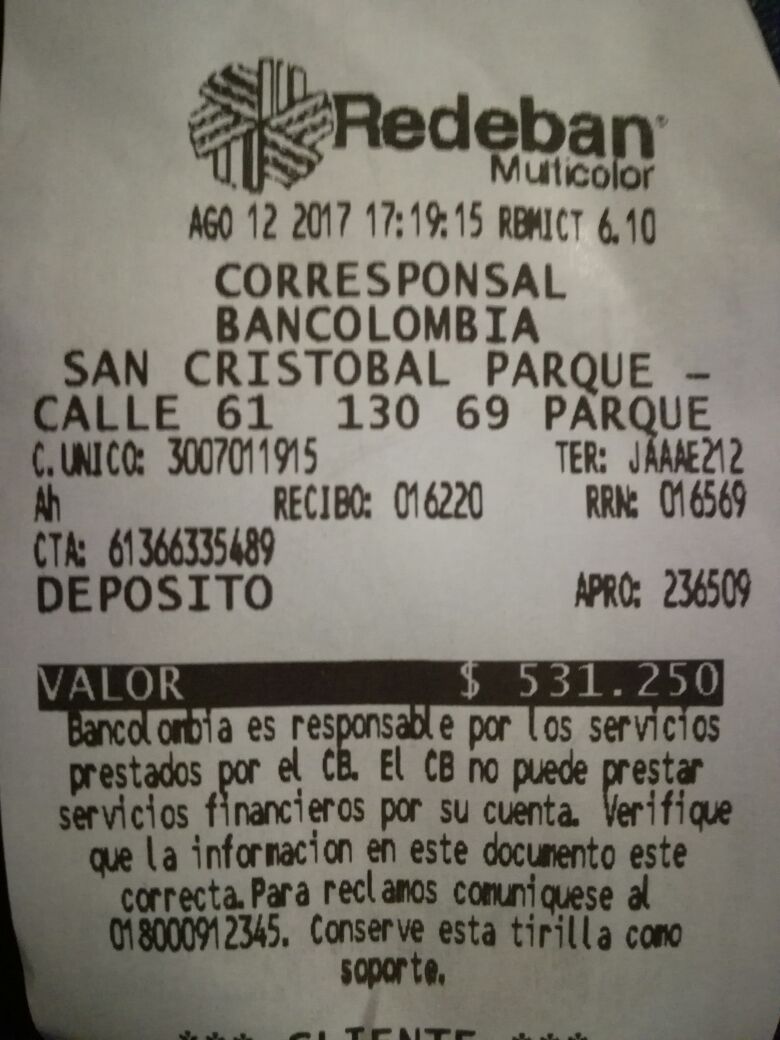 Redeban®
Multicolor
AGO 12 2017 17:19:15 RBMICT 6.10
CORRESPONSAL
BANCOLOMBIA
SAN CRISTOBAL PARQUE –
CALLE 61 130 69 PARQUE
C. UNICO: 3007011915 TER: JAAAE212
Ah RECIBO: 016220 RRN: 016569
CTA: 61366335489
DEPOSITO APRO: 236509
VALOR $ 531.250
Bancolombia es responsable por los servicios
prestados por el CB. El CB no puede prestar
servicios financieros por su cuenta. Verifique
que la informacion en este documento este
correcta. Para reclamos comuniquese al
018000912345. Conserve esta tirilla como
soporte.
*** CLIENTE ***